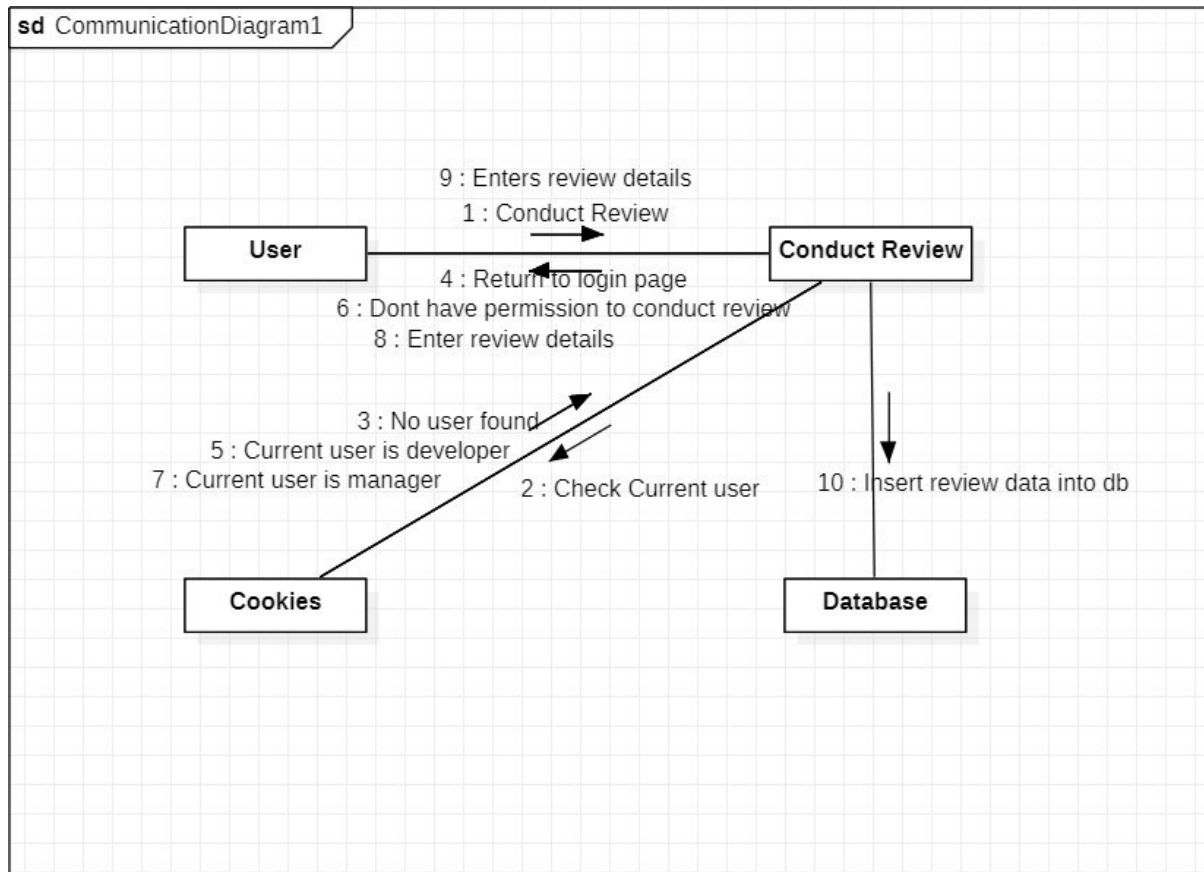 sd CommunicationDiagram1
9 : Enters review details
1 : Conduct Review
User
Conduct Review
4 : Return to login page
6 : Dont have permission to conduct review
8 : Enter review details
3 : No user found
5 : Current user is developer
7 : Current user is manager
2 : Check Current user
10 : Insert review data into db
Cookies
Database